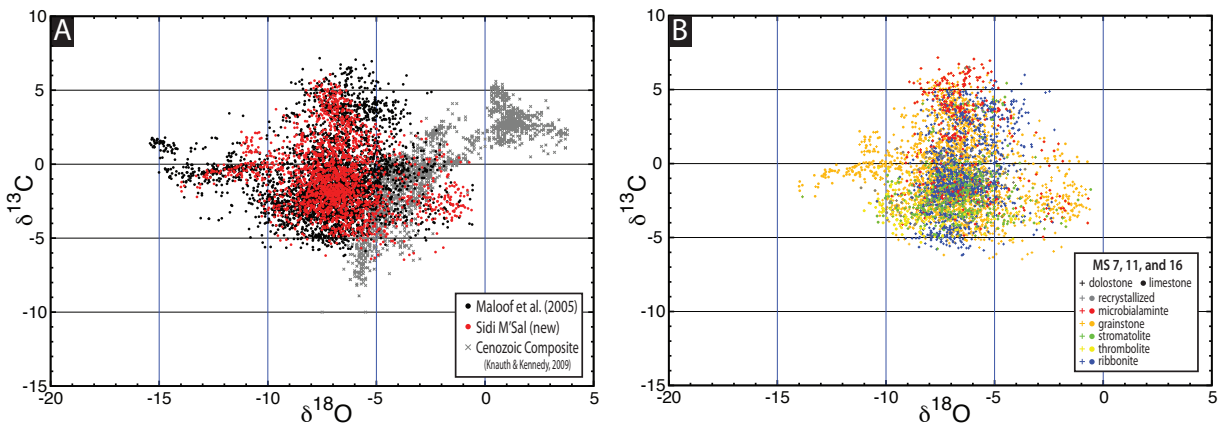 A
10
5
0
-5
-10
-15
-20
-15
-10
-5
0
5
δ13C
δ18O
Maloof et al. (2005)
Sidi M'Sal (new)
Cenozoic Composite
(Knauth & Kennedy, 2009)
B
10
5
0
-5
-10
-15
-20
-15
-10
-5
0
5
δ13C
δ18O
MS 7, 11, and 16
dolostone limestone
recrystallized
microbialaminte
grainstone
stromatolite
thrombolite
ribbonite